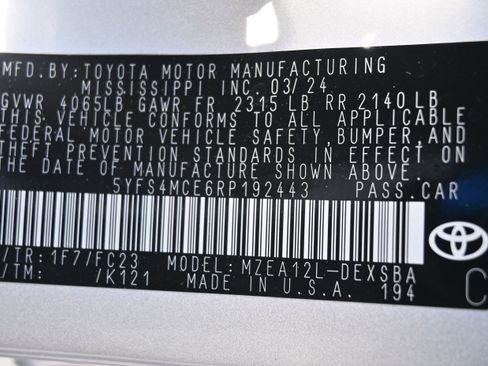 MFD. BY: TOYOTA MOTOR MANUFACTURING
MISSISSIPPI INC. 03/24
GVWR 4065LB GAWR FR 2315 LB RR 2140 LB
THIS VEHICLE CONFORMS TO ALL APPLICABLE
FEDERAL MOTOR VEHICLE SAFETY, BUMPER, AND
THEFT PREVENTION STANDARDS IN EFFECT ON
THE DATE OF MANUFACTURE SHOWN ABOVE.
5YFS4MCE6RP192443 PASS.CAR
/TR: 1F7/FC23 MODEL: MZEA12L-DEXSBA
/TM: /K121 MADE IN U.S.A. 194
C